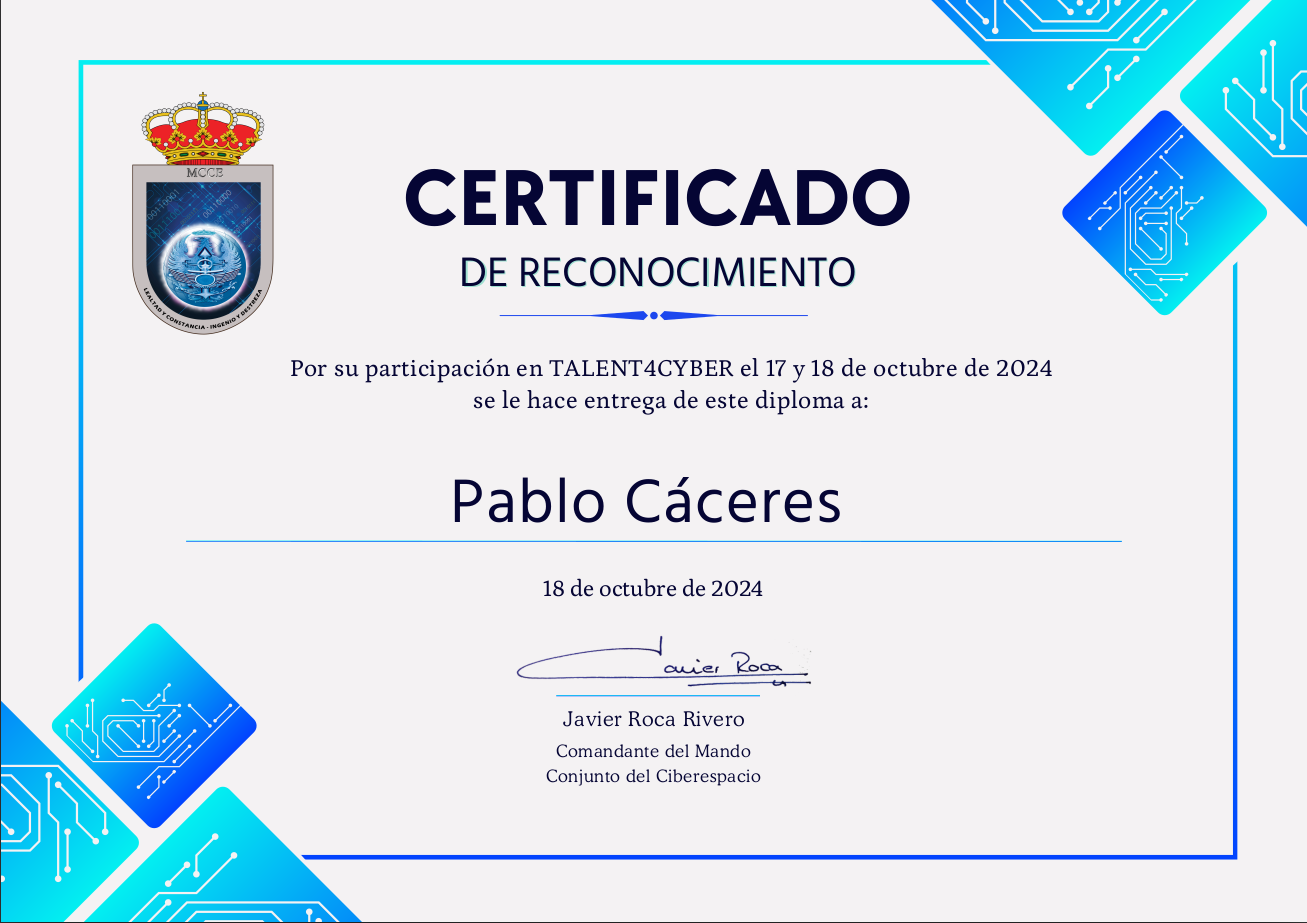 MCCE
00110001
00110000
LEALTAD Y CONSTANCIA - INGENIO Y DESTREZA
CERTIFICADO
DE RECONOCIMIENTO
Por su participación en TALENT4CYBER el 17 y 18 de octubre de 2024
se le hace entrega de este diploma a:
Pablo Cáceres
18 de octubre de 2024
Javier Roca
Javier Roca Rivero
Comandante del Mando
Conjunto del Ciberespacio